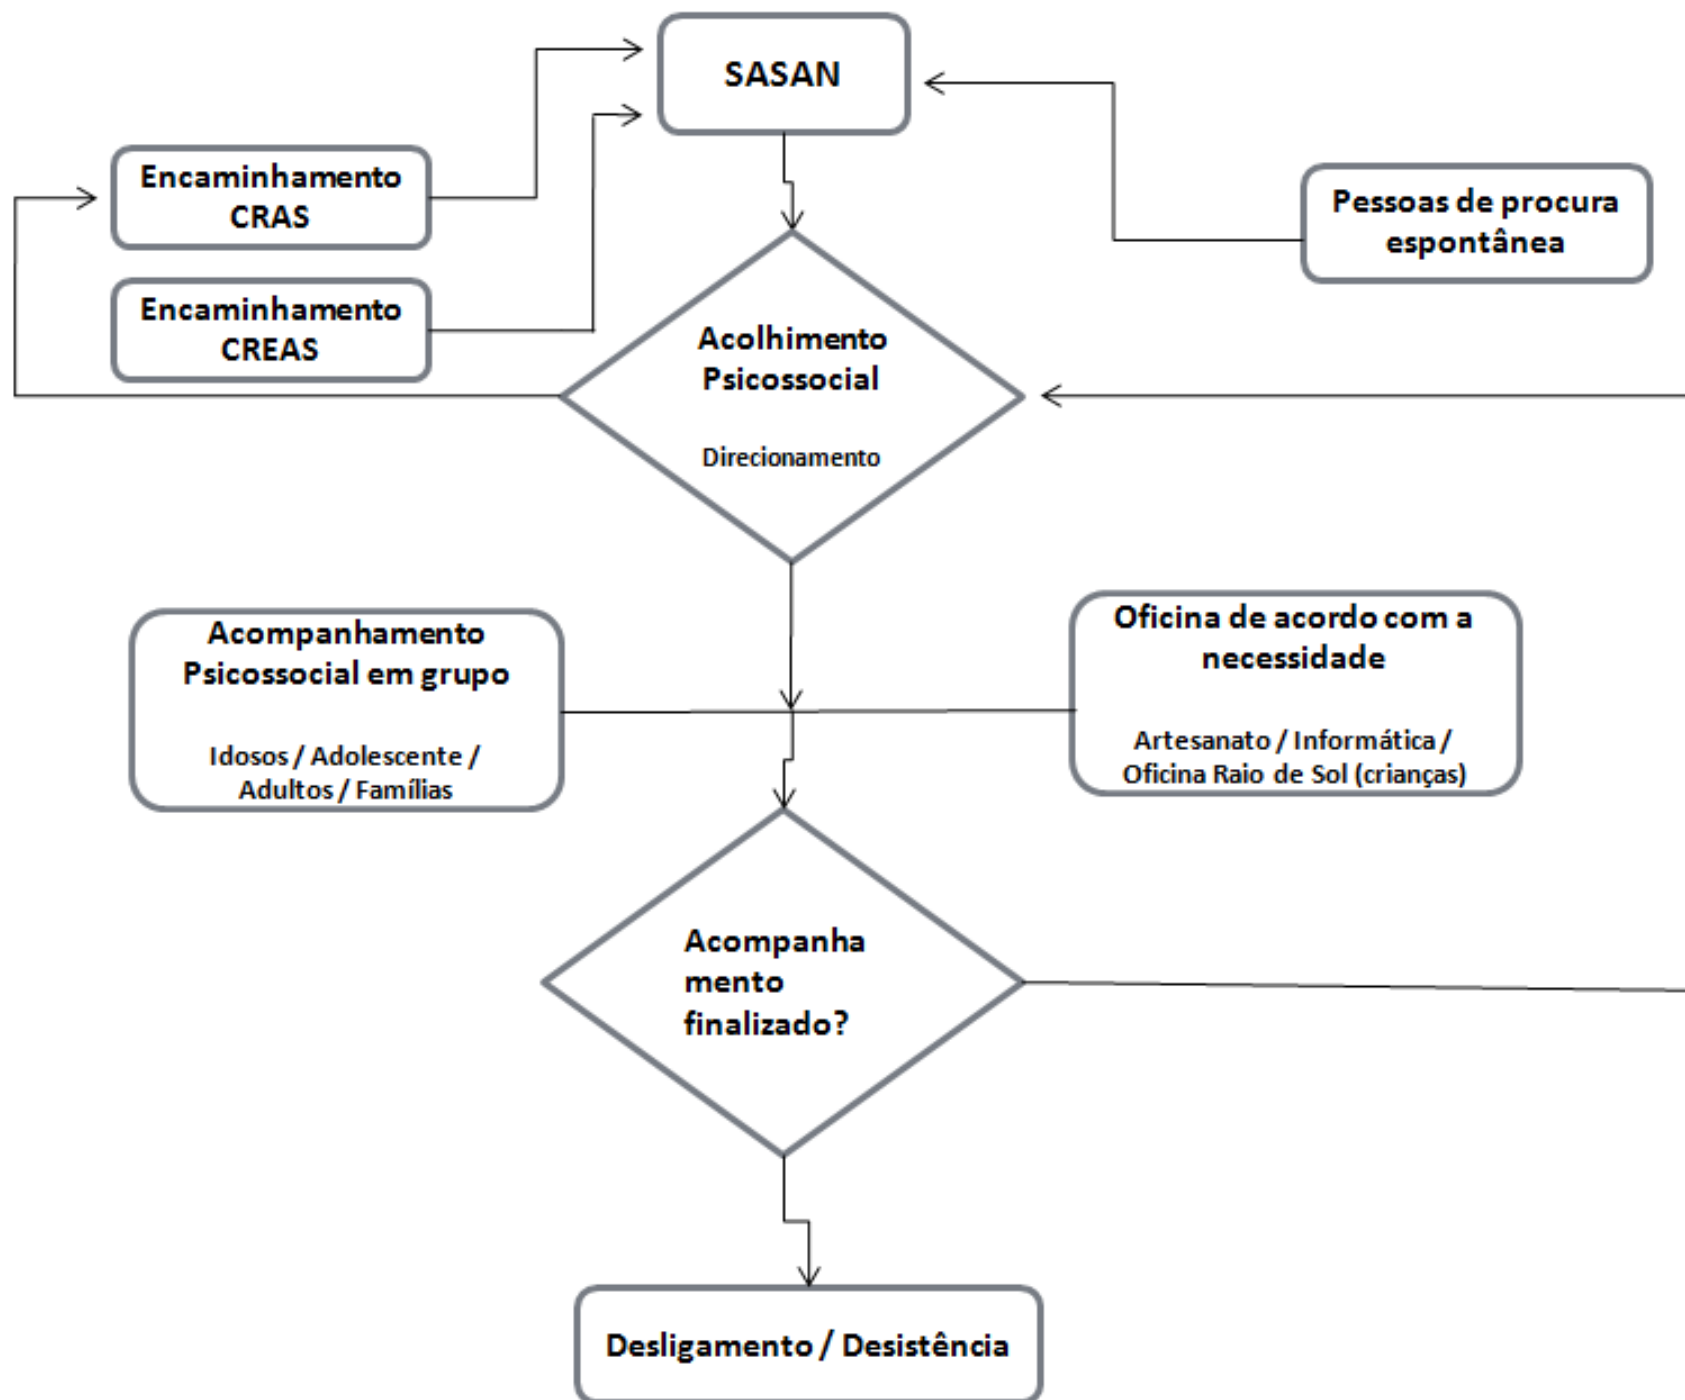 SASAN
Encaminhamento
CRAS
Pessoas de procura
espontânea
Encaminhamento
CREAS
Acolhimento
Psicossocial
Direcionamento
Acompanhamento
Psicossocial em grupo
Idosos / Adolescente /
Adultos / Famílias
Oficina de acordo com a
necessidade
Artesanato / Informática /
Oficina Raio de Sol (crianças)
Acompanha
mento
finalizado?
Desligamento / Desistência